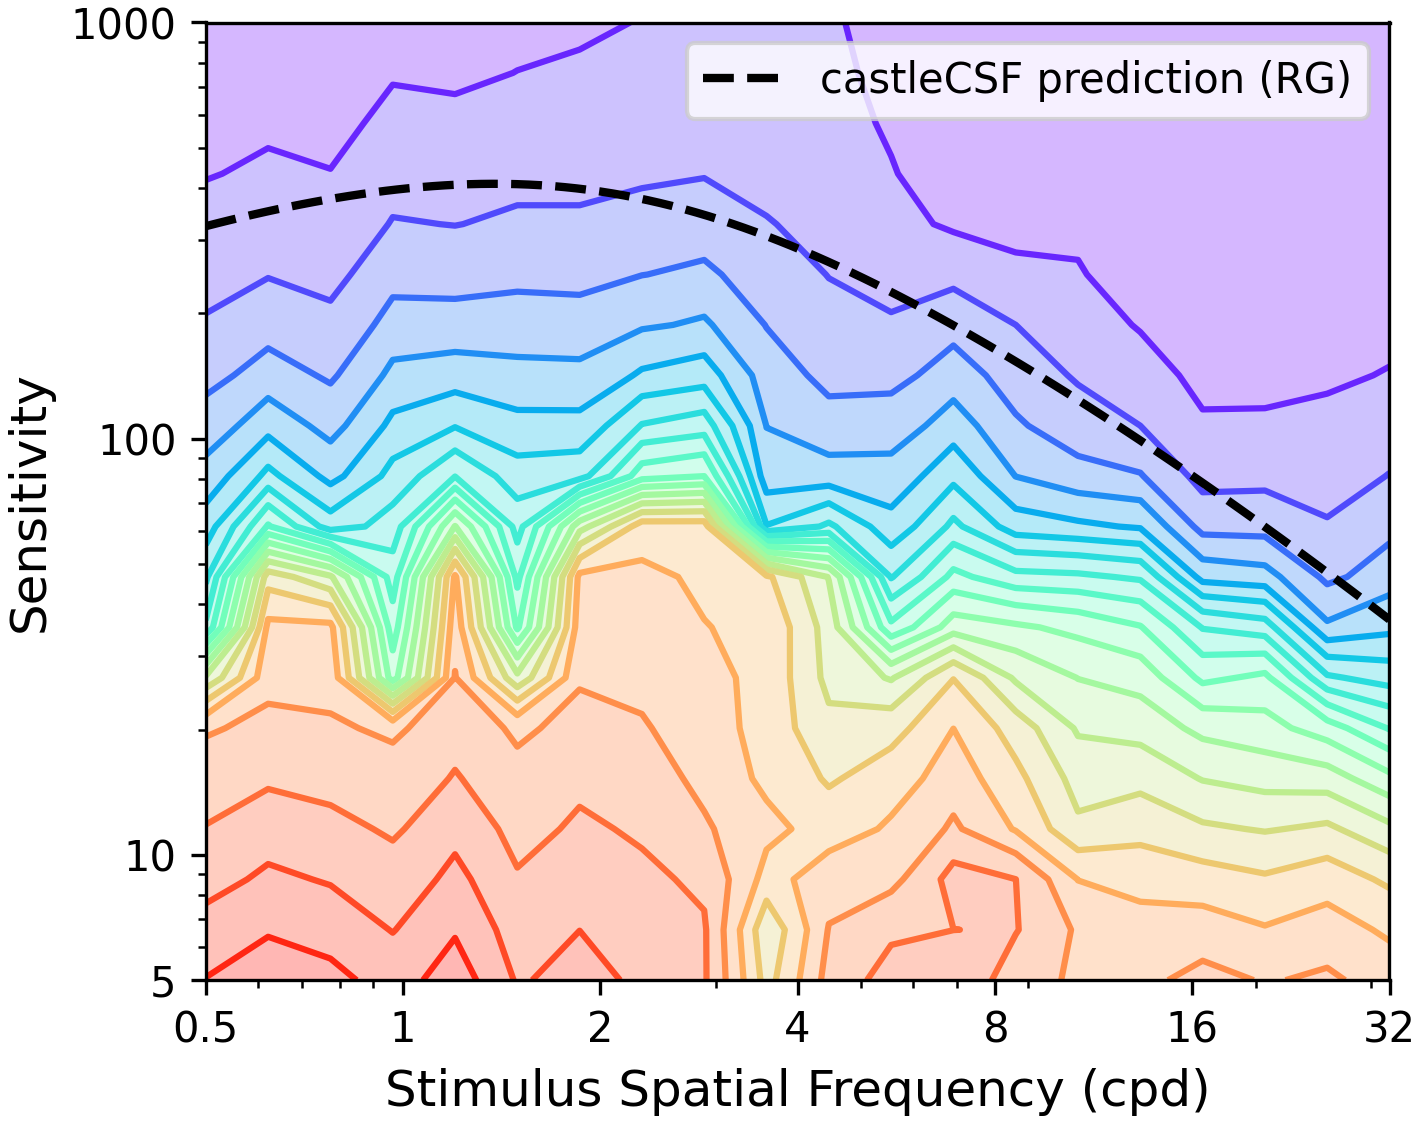 1000
castleCSF prediction (RG)
100
10
5
Sensitivity
0.5 1 2 4 8 16 32
Stimulus Spatial Frequency (cpd)